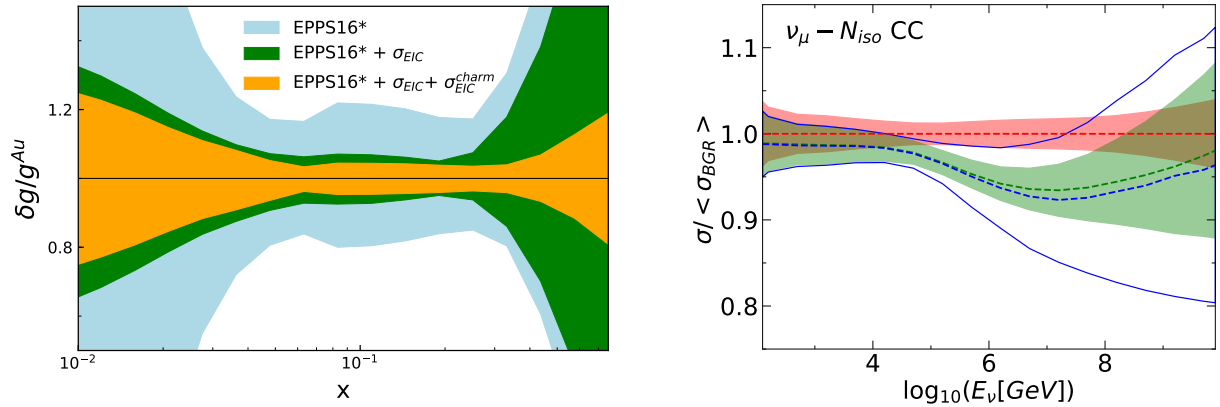 EPPS16*
EPPS16* + σ_EIC
EPPS16* + σ_EIC+ σ_EIC^charm
1.2
0.8
δg/g^Au
10^−2
10^−1
x
ν_μ − N_iso CC
1.1
1.0
0.9
0.8
σ/ < σ_BGR >
4
6
8
log_10(E_ν[GeV])